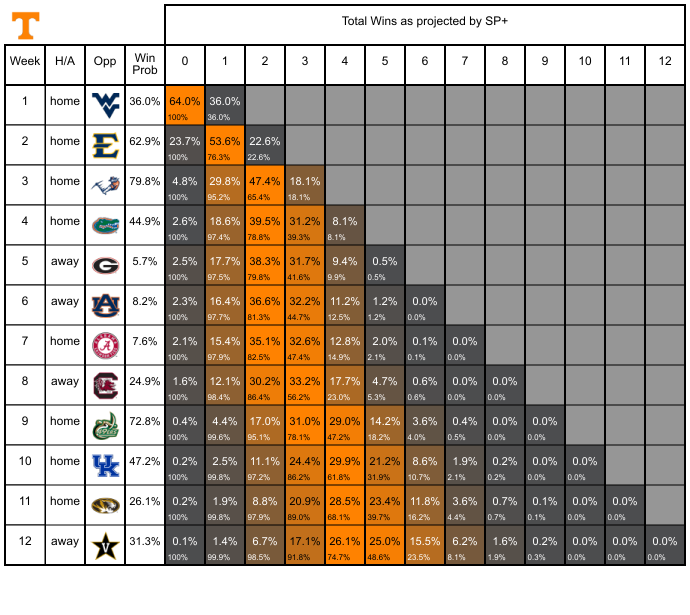 T
Total Wins as projected by SP+
Week H/A Opp Win Prob 0 1 2 3 4 5 6 7 8 9 10 11 12
1 home WV 36.0% 64.0% 36.0%
100% 36.0%
2 home E 62.9% 23.7% 53.6% 22.6%
100% 76.3% 22.6%
3 home 79.8% 4.8% 29.8% 47.4% 18.1%
100% 95.2% 65.4% 18.1%
4 home 44.9% 2.6% 18.6% 39.5% 31.2% 8.1%
100% 97.4% 78.8% 39.3% 8.1%
5 away G 5.7% 2.5% 17.7% 38.3% 31.7% 9.4% 0.5%
100% 97.5% 79.8% 41.6% 9.9% 0.5%
6 away AU 8.2% 2.3% 16.4% 36.6% 32.2% 11.2% 1.2% 0.0%
100% 97.7% 81.3% 44.7% 12.5% 1.2% 0.0%
7 home A 7.6% 2.1% 15.4% 35.1% 32.6% 12.8% 2.0% 0.1% 0.0%
100% 97.9% 82.5% 47.4% 14.9% 2.1% 0.1% 0.0%
8 away C 24.9% 1.6% 12.1% 30.2% 33.2% 17.7% 4.7% 0.6% 0.0% 0.0%
100% 98.4% 86.4% 56.2% 23.0% 5.3% 0.6% 0.0% 0.0%
9 home C 72.8% 0.4% 4.4% 17.0% 31.0% 29.0% 14.2% 3.6% 0.4% 0.0% 0.0%
100% 99.6% 95.1% 78.1% 47.2% 18.2% 4.0% 0.5% 0.0% 0.0%
10 home UK 47.2% 0.2% 2.5% 11.1% 24.4% 29.9% 21.2% 8.6% 1.9% 0.2% 0.0% 0.0%
100% 99.8% 97.2% 86.2% 61.8% 31.9% 10.7% 2.1% 0.2% 0.0% 0.0%
11 home 26.1% 0.2% 1.9% 8.8% 20.9% 28.5% 23.4% 11.8% 3.6% 0.7% 0.1% 0.0% 0.0%
100% 99.8% 97.9% 89.0% 68.1% 39.7% 16.2% 4.4% 0.7% 0.1% 0.0% 0.0%
12 away V 31.3% 0.1% 1.4% 6.7% 17.1% 26.1% 25.0% 15.5% 6.2% 1.6% 0.2% 0.0% 0.0% 0.0%
100% 99.9% 98.5% 91.8% 74.7% 48.6% 23.5% 8.1% 1.9% 0.3% 0.0% 0.0% 0.0%